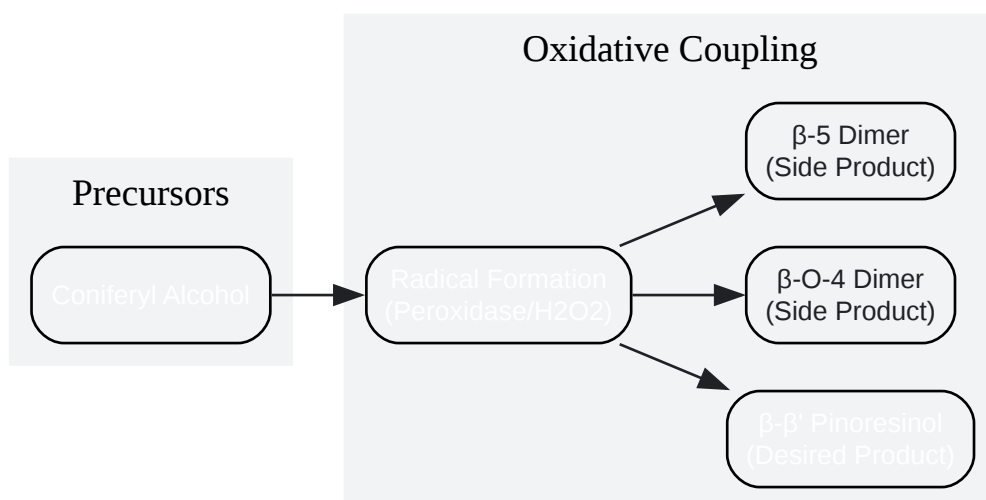 Oxidative Coupling
β-5 Dimer
(Side Product)
Precursors
Coniferyl Alcohol
Radical Formation
(Peroxidase/H2O2)
β-O-4 Dimer
(Side Product)
β-β' Pinoresinol
(Desired Product)